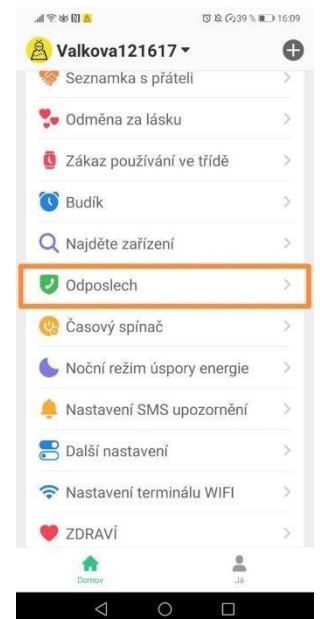 39 % 16:09
Valkova121617
Seznamka s přáteli
Odměna za lásku
Zákaz používání ve třídě
Budík
Najděte zařízení
Odposlech
Časový spínač
Noční režim úspory energie
Nastavení SMS upozornění
Další nastavení
Nastavení terminálu WIFI
ZDRAVÍ
Domov
Já